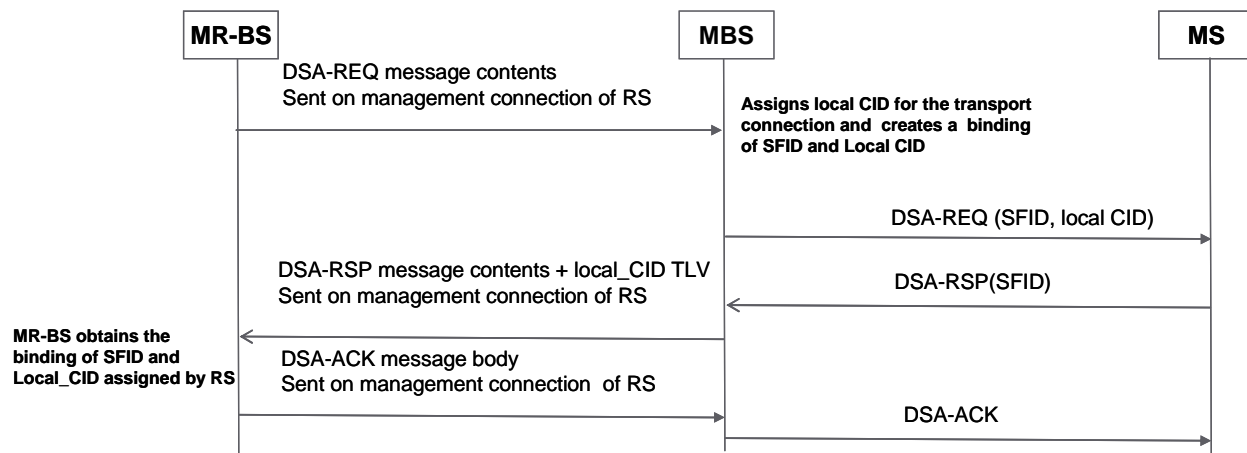 MR-BS
MBS
MS
DSA-REQ message contents
Sent on management connection of RS
Assigns local CID for the transport
connection and creates a binding
of SFID and Local CID
DSA-REQ (SFID, local CID)
DSA-RSP message contents + local_CID TLV
Sent on management connection of RS
DSA-RSP(SFID)
MR-BS obtains the
binding of SFID and
Local_CID assigned by RS
DSA-ACK message body
Sent on management connection of RS
DSA-ACK